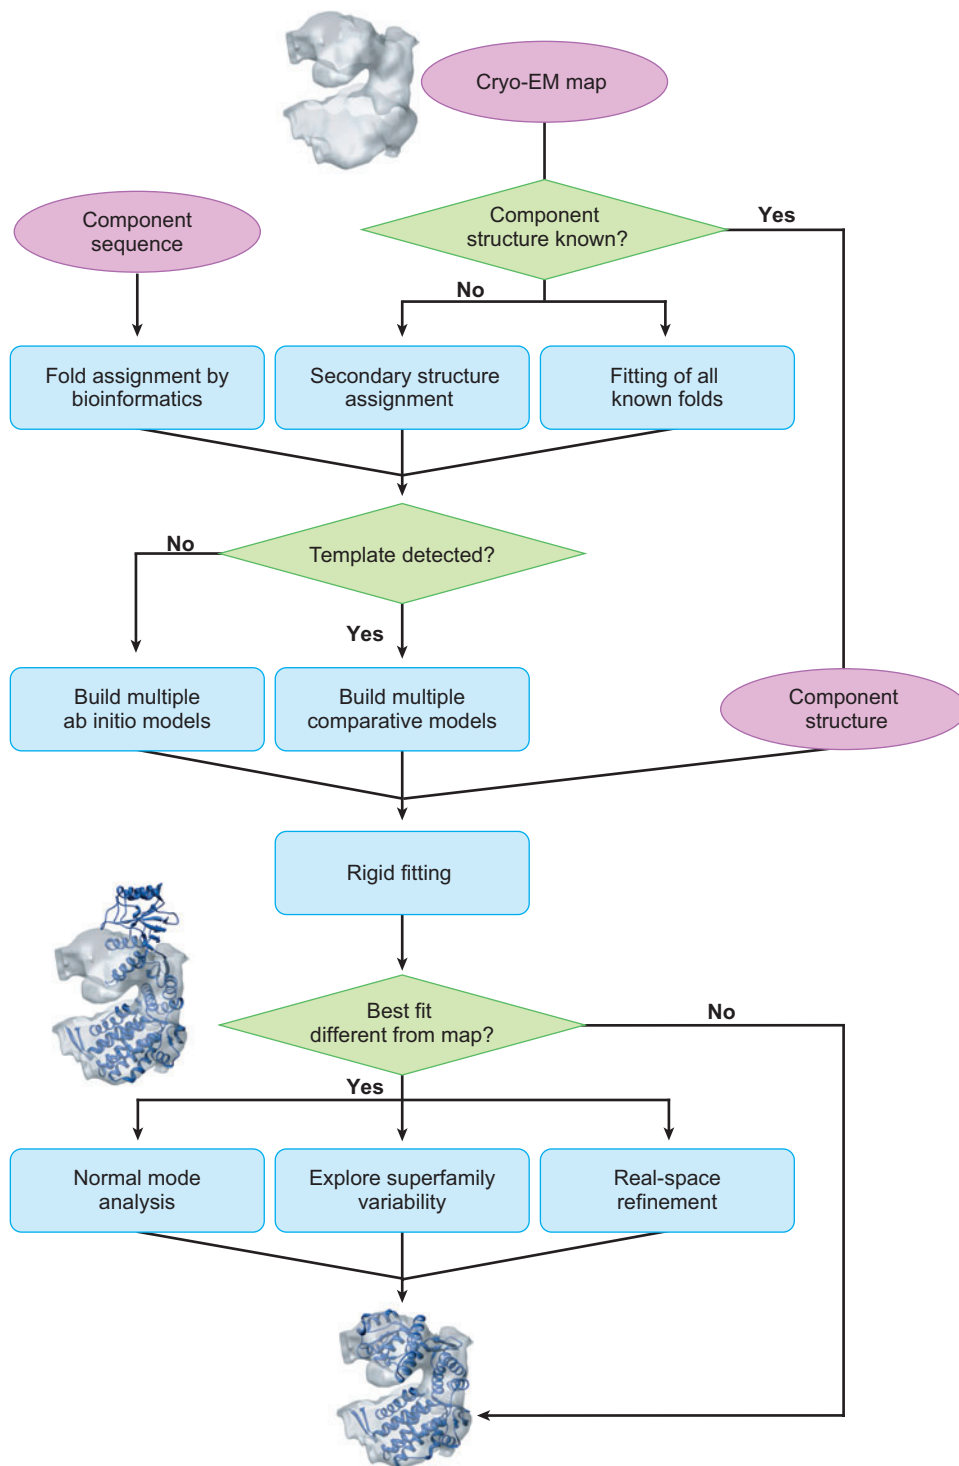 Cryo-EM map
Component
structure known?
Yes
Component
sequence
No
Fold assignment by
bioinformatics
Secondary structure
assignment
Fitting of all
known folds
No
Template detected?
Yes
Build multiple
ab initio models
Build multiple
comparative models
Component
structure
Rigid fitting
Best fit
different from map?
No
Yes
Normal mode
analysis
Explore superfamily
variability
Real-space
refinement